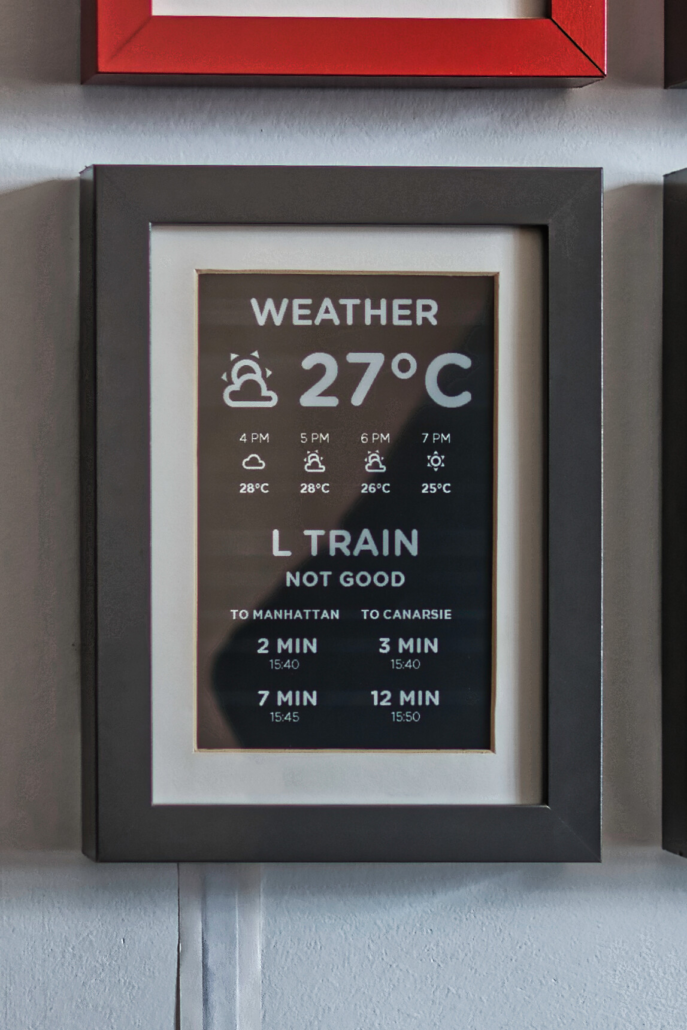 WEATHER
27°C
4 PM 5 PM 6 PM 7 PM
28°C 28°C 26°C 25°C
L TRAIN
NOT GOOD
TO MANHATTAN TO CANARSIE
2 MIN 3 MIN
15:40 15:40
7 MIN 12 MIN
15:45 15:50